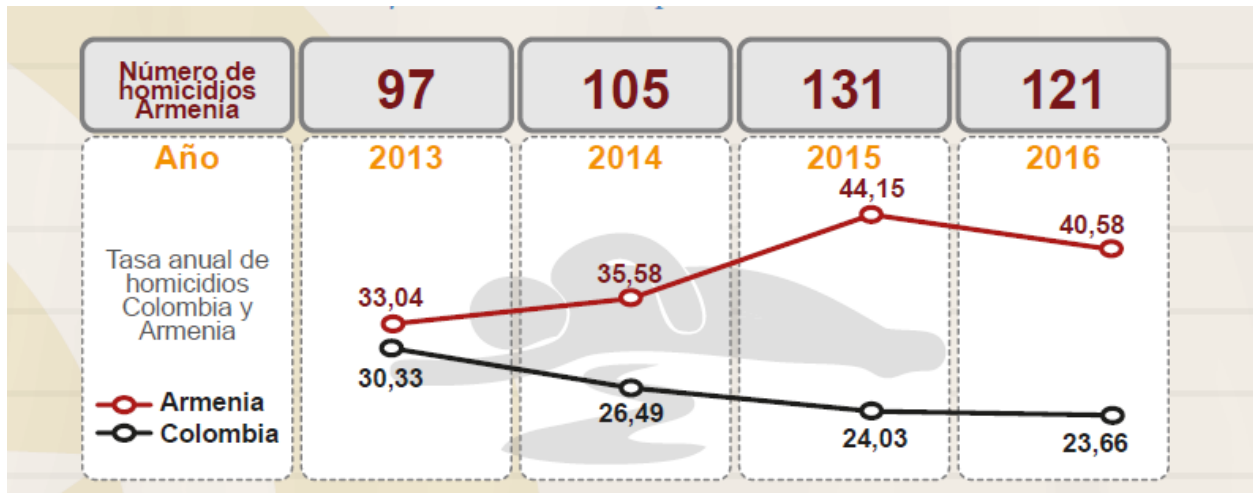 Número de
homicidios
Armenia
97
105
131
121
Año
2013
2014
2015
2016
44,15
40,58
35,58
33,04
Tasa anual de
homicidios
Colombia y
Armenia
30,33
26,49
24,03
23,66
Armenia
Colombia